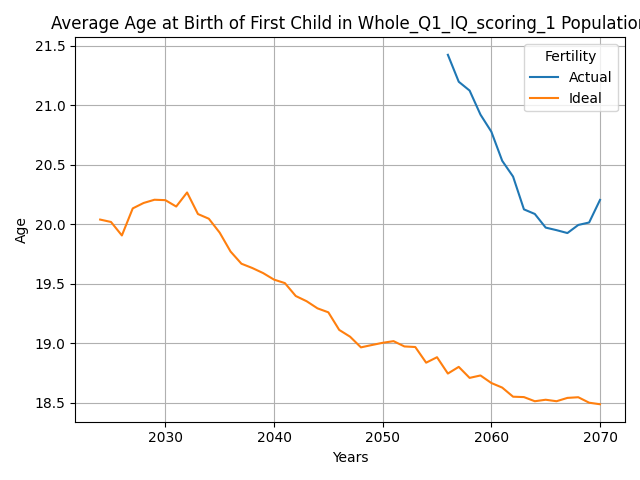 Average Age at Birth of First Child in Whole_Q1_IQ_scoring_1 Population
21.5
21.0
20.5
20.0
19.5
19.0
18.5
Age
Fertility
Actual
Ideal
2030 2040 2050 2060 2070
Years